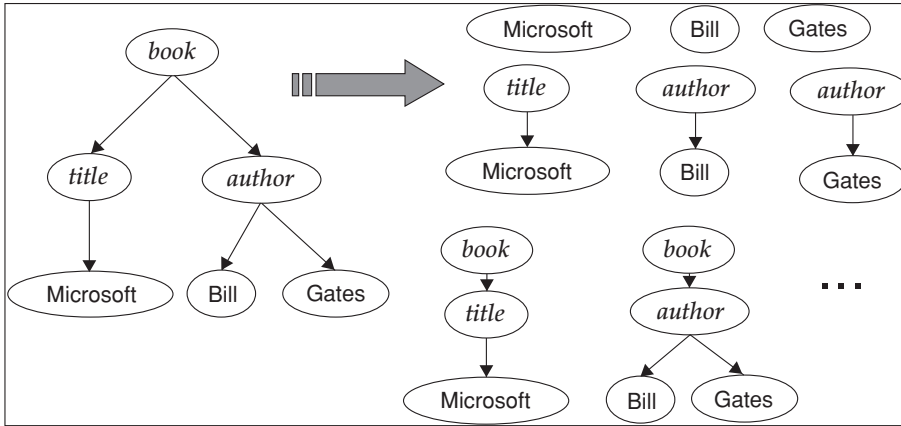 Microsoft Bill Gates
book
title author author
Microsoft Bill Gates
title author
book book
Microsoft Bill Gates
title author
Microsoft Bill Gates
...